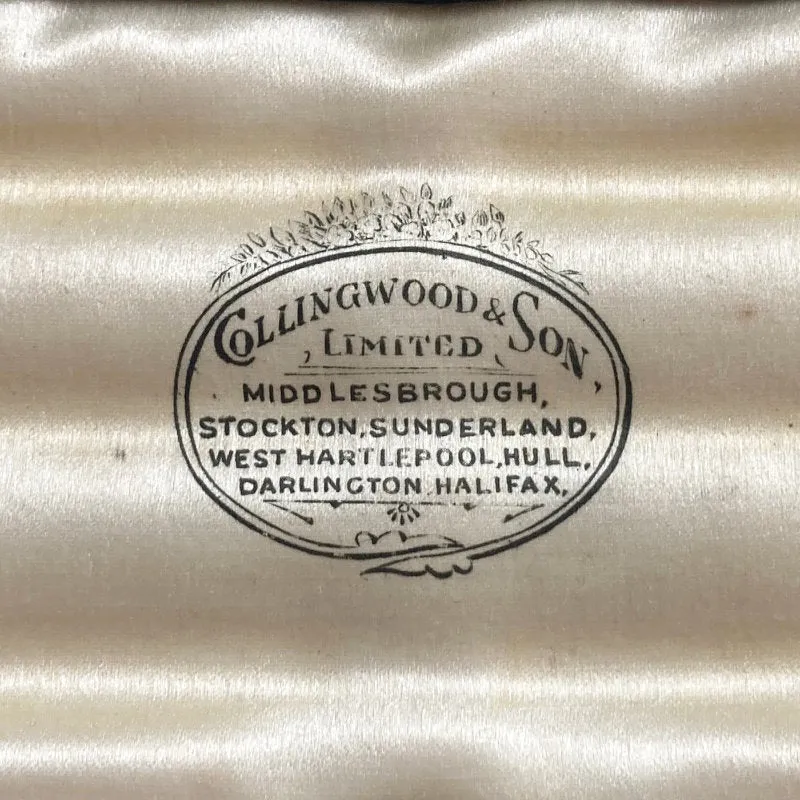 COLLINGWOOD & SON,
LIMITED
MIDDLESBROUGH,
STOCKTON, SUNDERLAND,
WEST HARTLEPOOL, HULL,
DARLINGTON, HALIFAX,